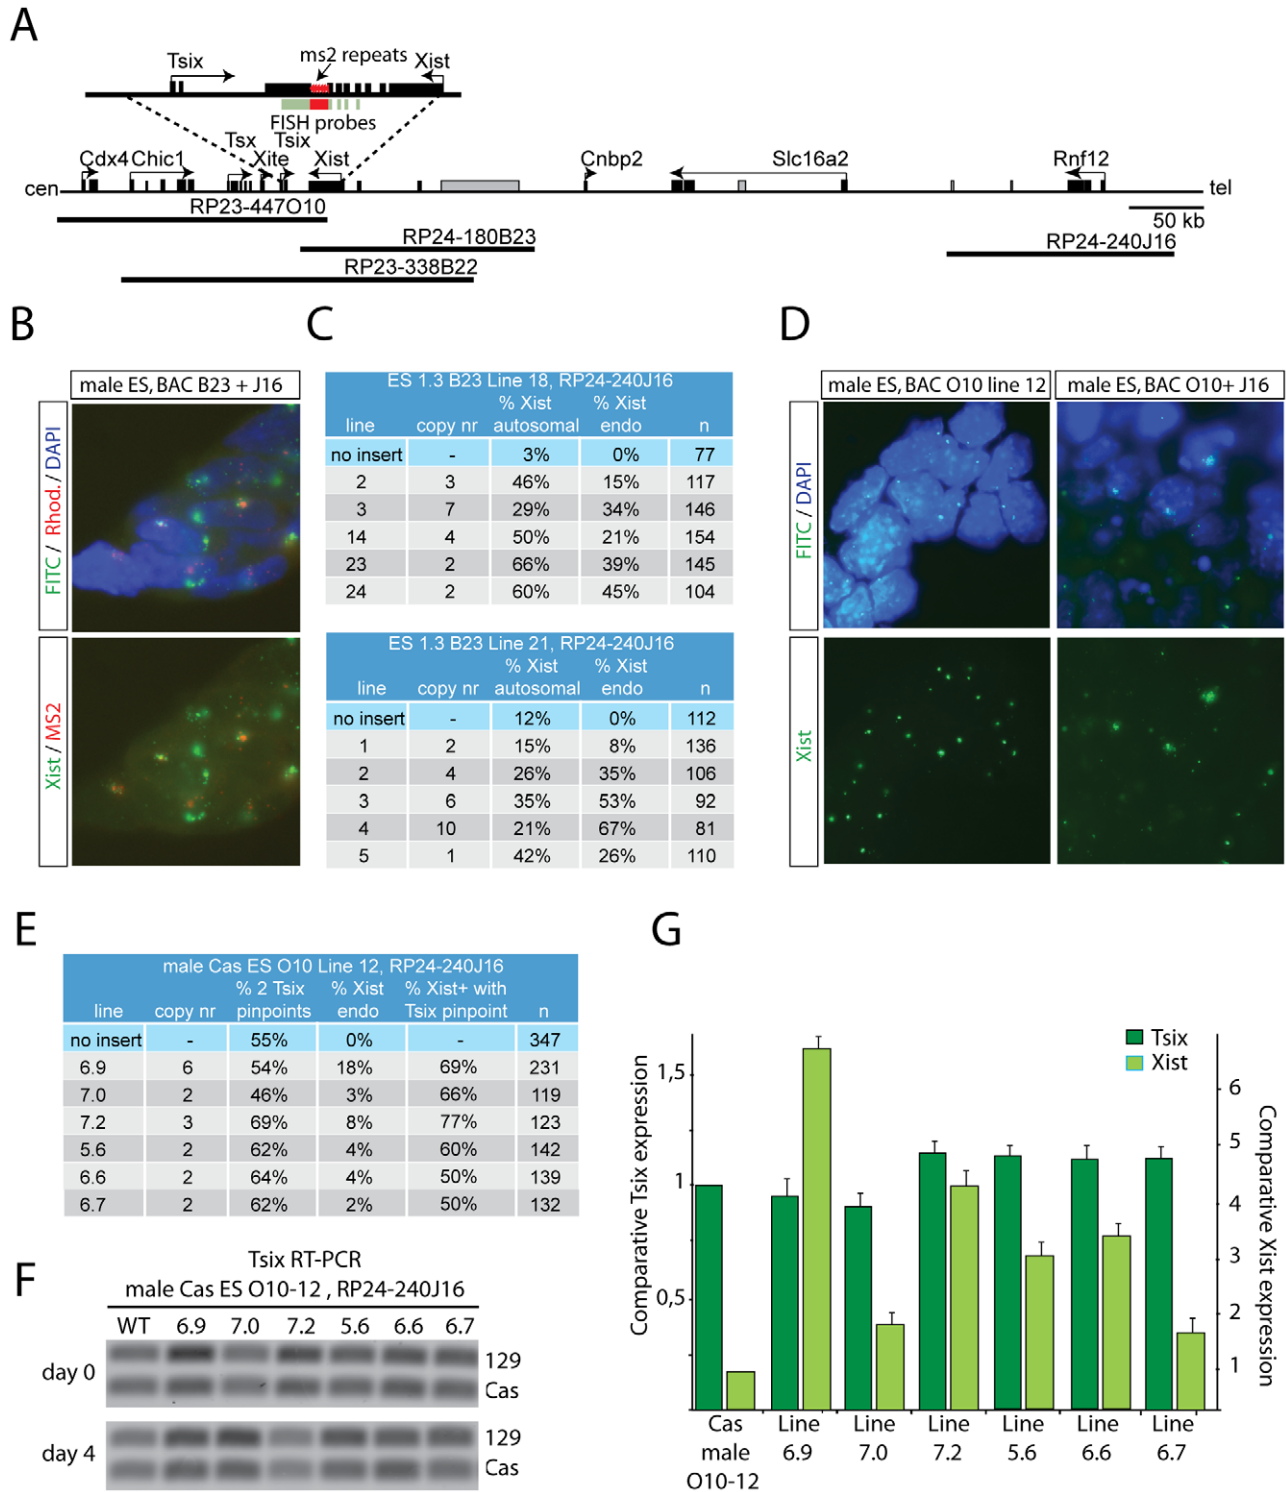 A
Tsix
ms2 repeats
Xist
FISH probes
Tsx
Tsix
Cdx4
Chic1
Xite
Xist
Cnbp2
Slc16a2
Rnf12
cen
tel
RP23-447O10
50 kb
RP24-180B23
RP24-240J16
RP23-338B22
B
male ES, BAC B23 + J16
FITC / Rhod. / DAPI
Xist / MS2
C
ES 1.3 B23 Line 18, RP24-240J16
line copy nr % Xist autosomal % Xist endo n
no insert - 3% 0% 77
2 3 46% 15% 117
3 7 29% 34% 146
14 4 50% 21% 154
23 2 66% 39% 145
24 2 60% 45% 104
ES 1.3 B23 Line 21, RP24-240J16
line copy nr % Xist autosomal % Xist endo n
no insert - 12% 0% 112
1 2 15% 8% 136
2 4 26% 35% 106
3 6 35% 53% 92
4 10 21% 67% 81
5 1 42% 26% 110
D
male ES, BAC O10 line 12
male ES, BAC O10+ J16
FITC / DAPI
Xist
E
male Cas ES O10 Line 12, RP24-240J16
line copy nr % 2 Tsix pinpoints % Xist endo % Xist+ with Tsix pinpoint n
no insert - 55% 0% - 347
6.9 6 54% 18% 69% 231
7.0 2 46% 3% 66% 119
7.2 3 69% 8% 77% 123
5.6 2 62% 4% 60% 142
6.6 2 64% 4% 50% 139
6.7 2 62% 2% 50% 132
F
Tsix RT-PCR
male Cas ES O10-12 , RP24-240J16
WT 6.9 7.0 7.2 5.6 6.6 6.7
day 0
129
Cas
day 4
129
Cas
G
Tsix
Xist
Comparative Tsix expression
1,5
1
0,5
Comparative Xist expression
6
5
4
3
2
1
Cas male O10-12
Line 6.9
Line 7.0
Line 7.2
Line 5.6
Line 6.6
Line 6.7